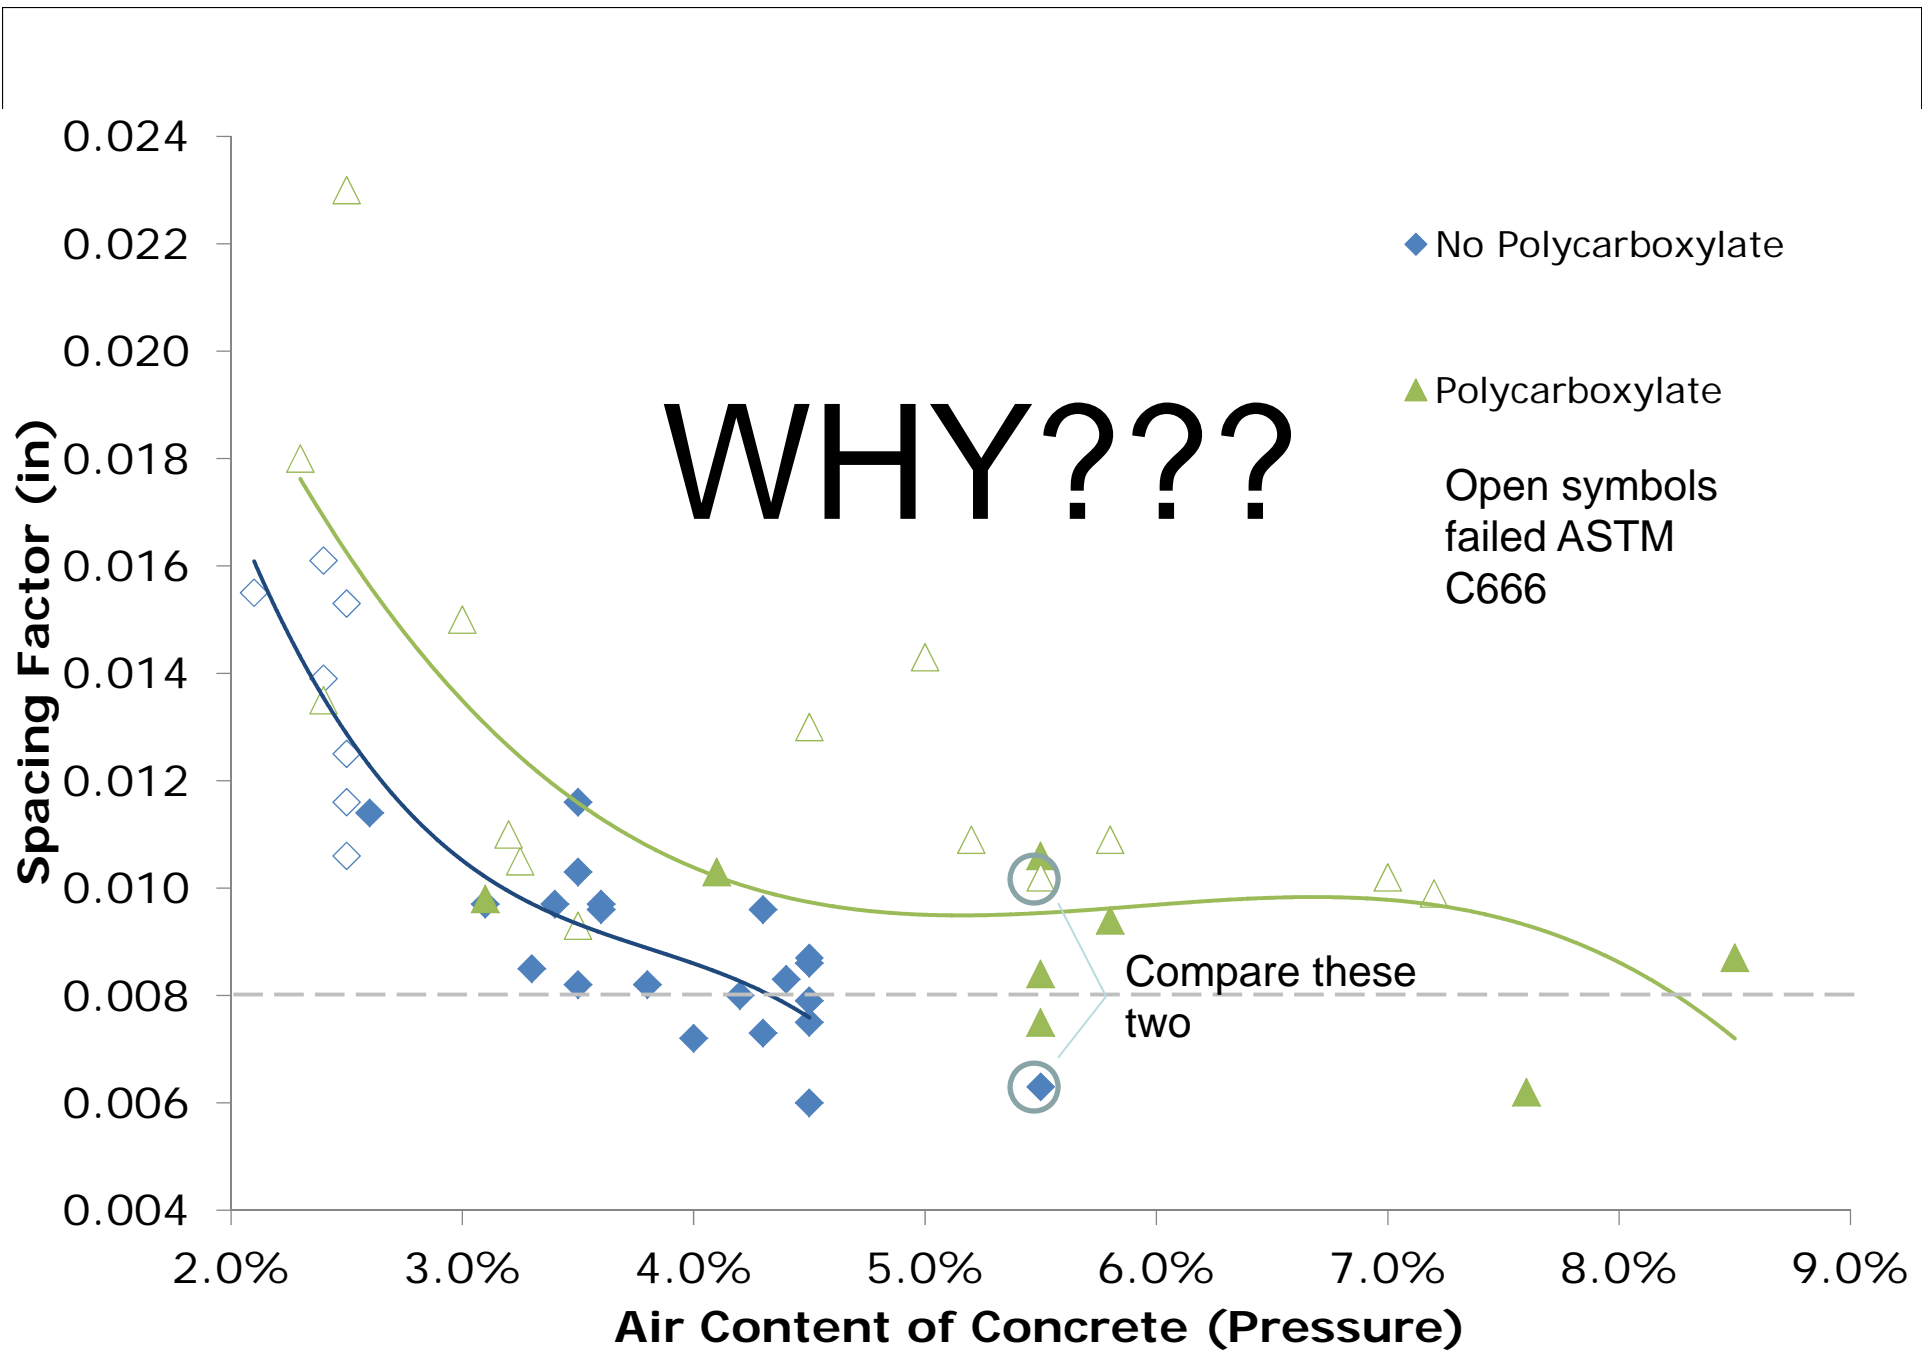 0.024
0.022
0.020
0.018
0.016
0.014
0.012
0.010
0.008
0.006
0.004
Spacing Factor (in)
No Polycarboxylate
Polycarboxylate
WHY???
Open symbols
failed ASTM
C666
Compare these
two
2.0%
3.0%
4.0%
5.0%
6.0%
7.0%
8.0%
9.0%
Air Content of Concrete (Pressure)